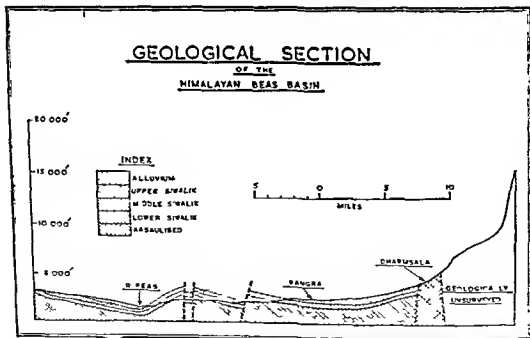 GEOLOGICAL SECTION
OF THE
HIMALAYAN BEAS BASIN
20 000'
15 000'
10 000'
5 000'
INDEX
ALLUVIUM
UPPER SIWALIK
MIDDLE SIWALIK
LOWER SIWALIK
5 0 5 10
MILES
DHARMSALA
R BEAS
GEOLOGICALLY
UNSURVEYED